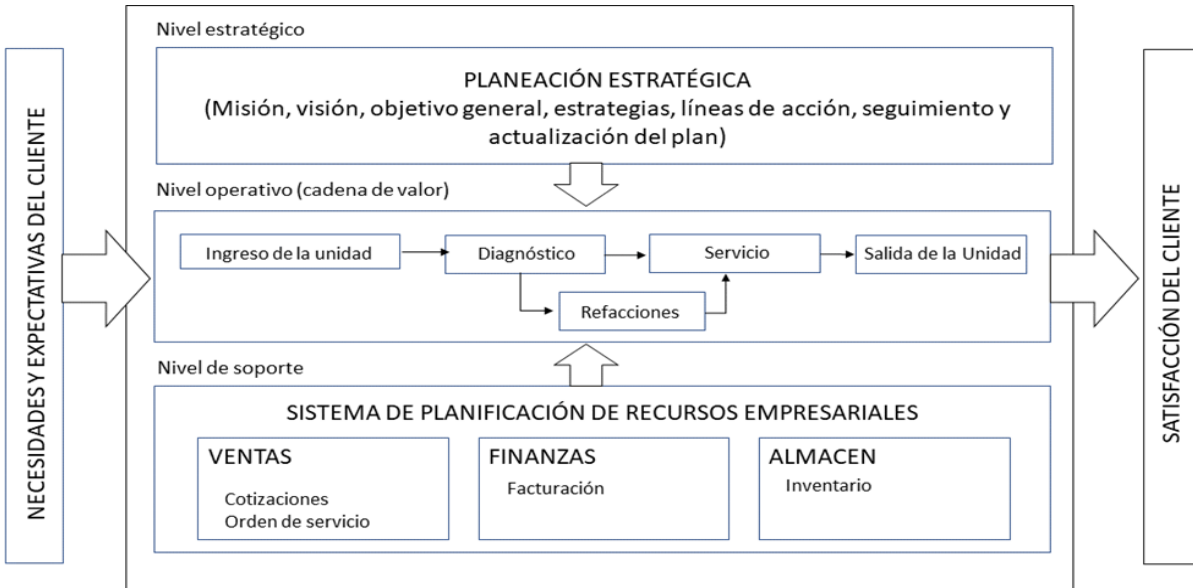 NECESIDADES Y EXPECTATIVAS DEL CLIENTE
Nivel estratégico
PLANEACIÓN ESTRATÉGICA
(Misión, visión, objetivo general, estrategias, líneas de acción, seguimiento y
actualización del plan)
Nivel operativo (cadena de valor)
Ingreso de la unidad
Diagnóstico
Servicio
Salida de la Unidad
Refacciones
Nivel de soporte
SISTEMA DE PLANIFICACIÓN DE RECURSOS EMPRESARIALES
VENTAS
Cotizaciones
Orden de servicio
FINANZAS
Facturación
ALMACEN
Inventario
SATISFACCIÓN DEL CLIENTE